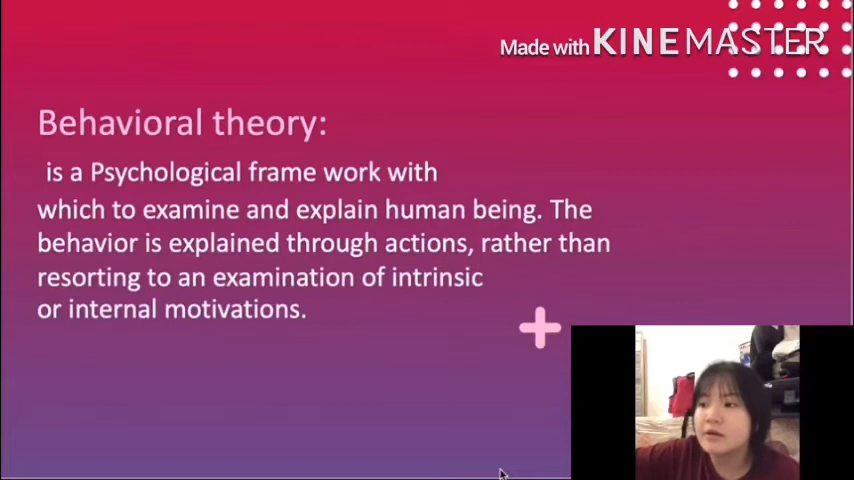 Made with KINEMASTER
Behavioral theory:
is a Psychological frame work with
which to examine and explain human being. The
behavior is explained through actions, rather than
resorting to an examination of intrinsic
or internal motivations.